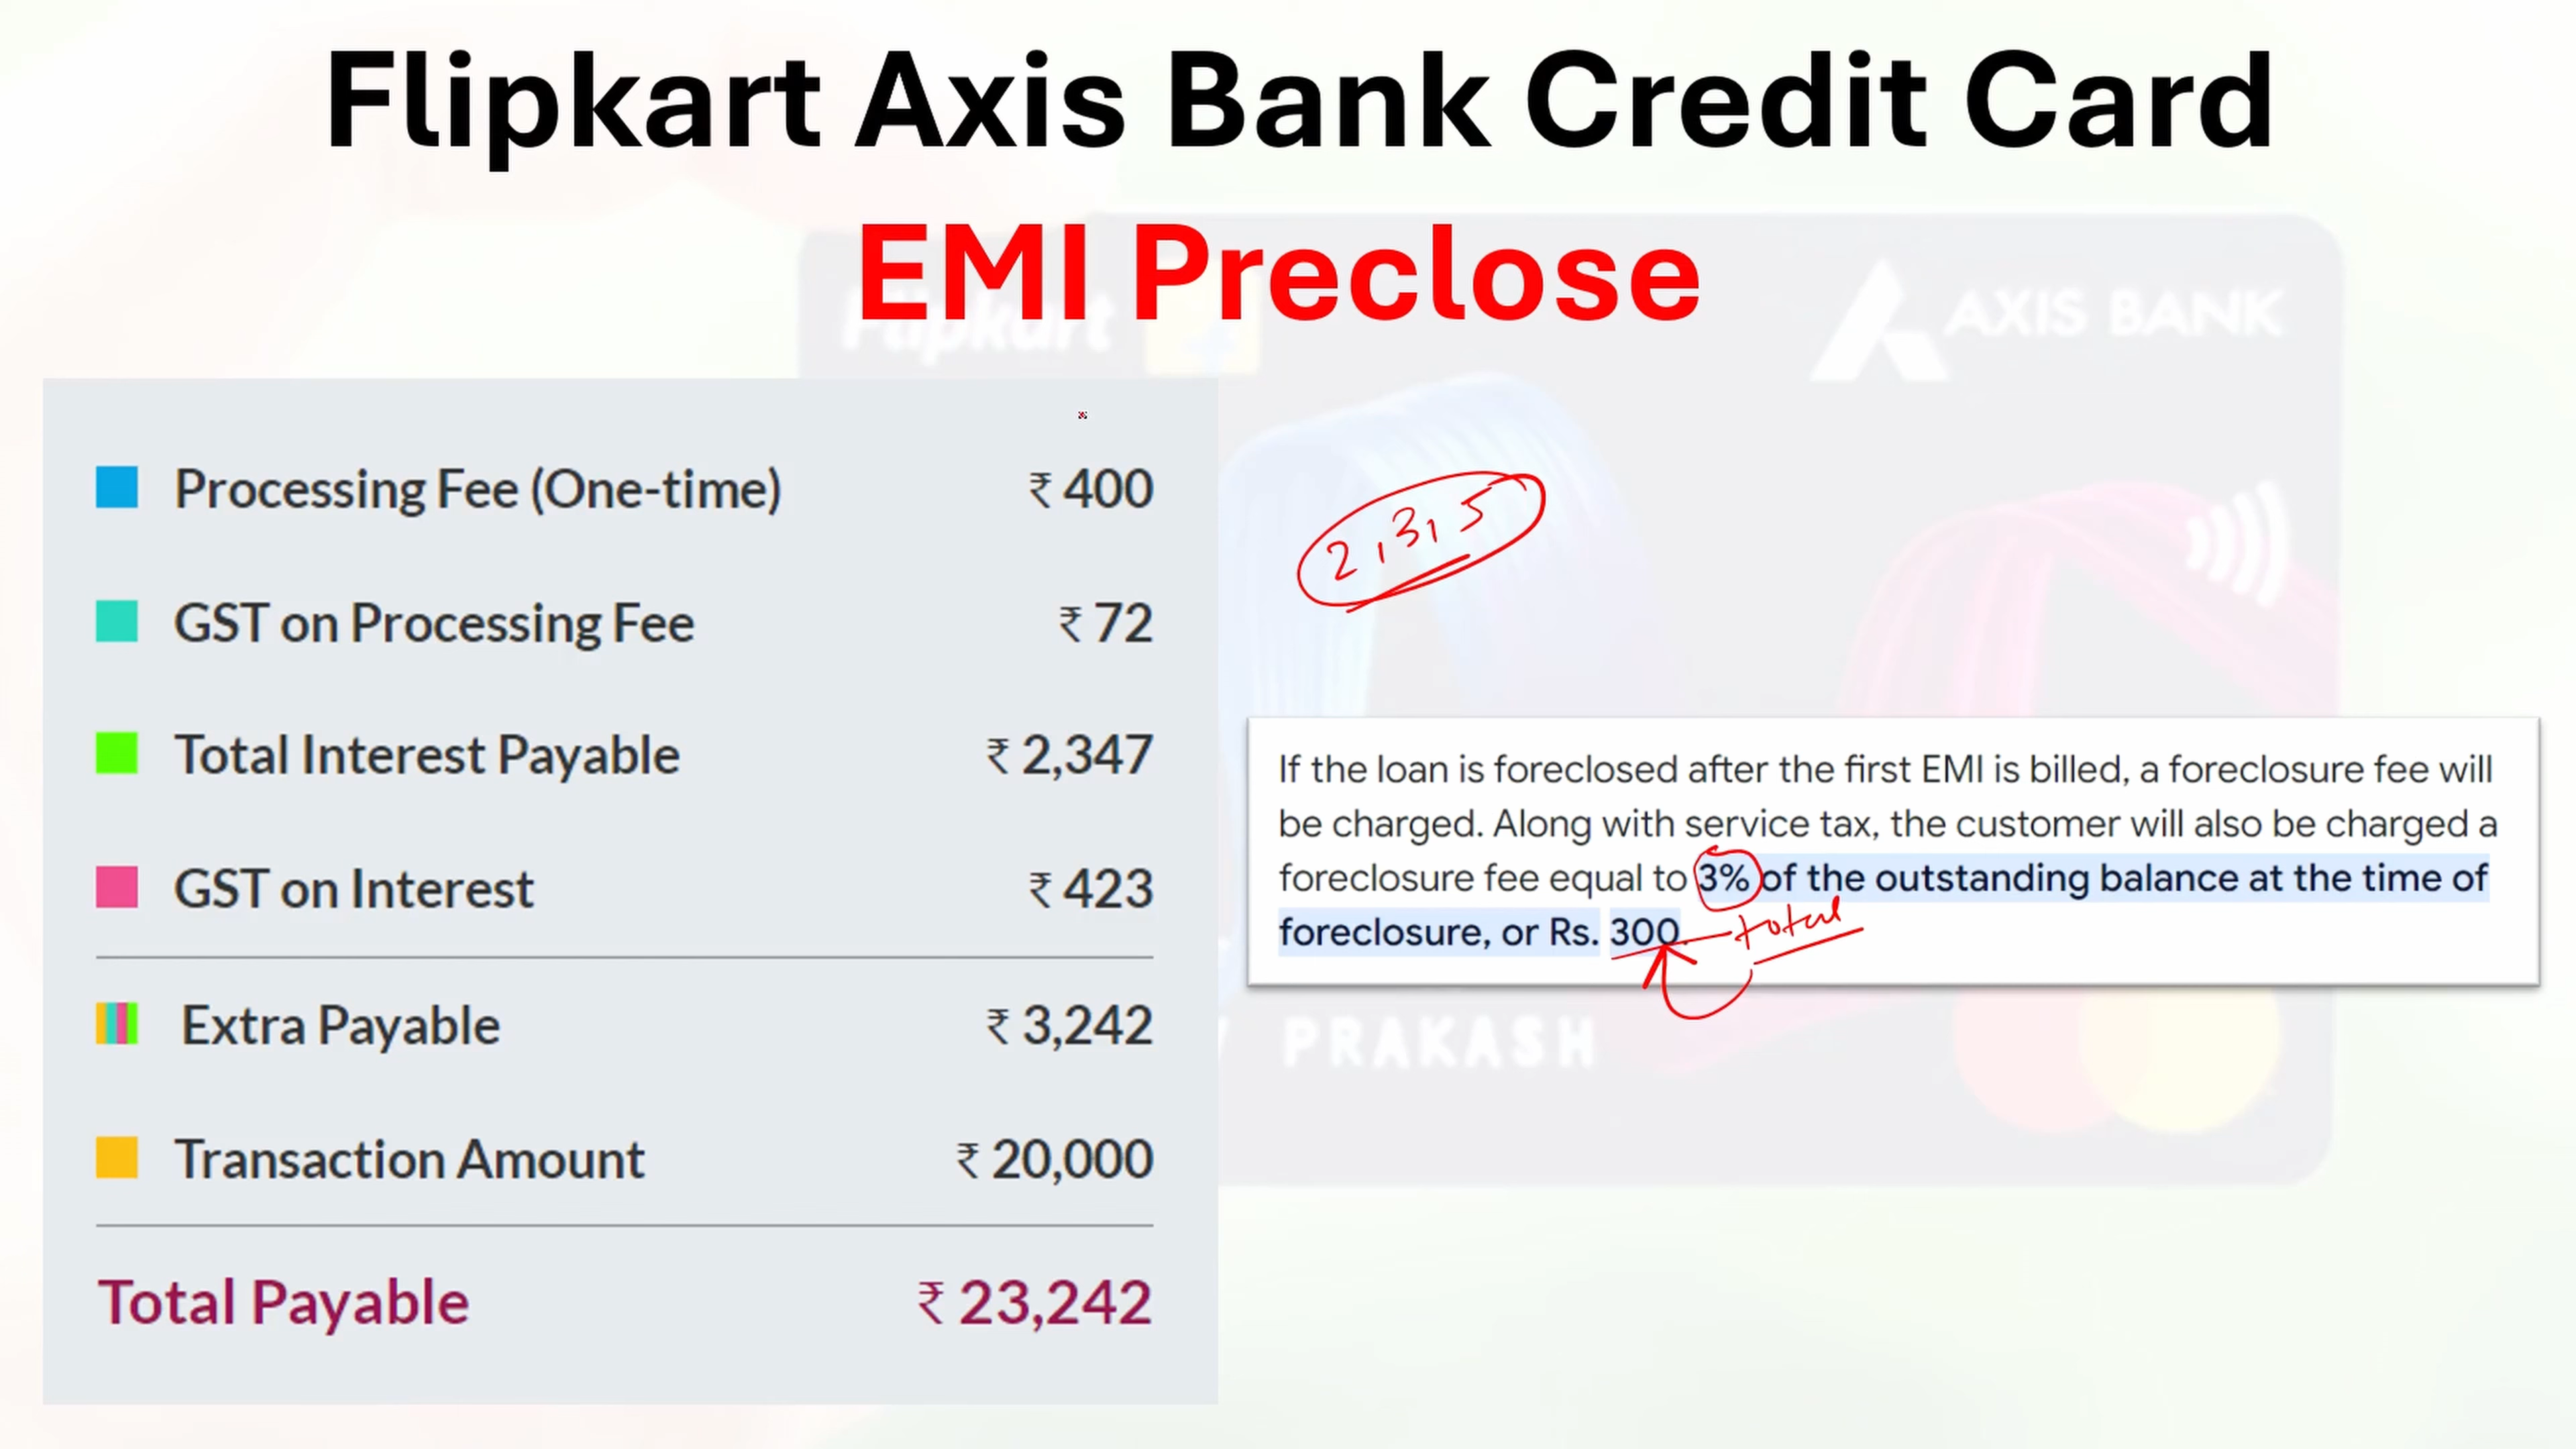 Flipkart Axis Bank Credit Card
EMI Preclose
Flipkart
AXIS BANK
Processing Fee (One-time) ₹ 400
GST on Processing Fee ₹ 72
Total Interest Payable ₹ 2,347
GST on Interest ₹ 423
Extra Payable ₹ 3,242
Transaction Amount ₹ 20,000
Total Payable ₹ 23,242
2,3,5
If the loan is foreclosed after the first EMI is billed, a foreclosure fee will
be charged. Along with service tax, the customer will also be charged a
foreclosure fee equal to 3% of the outstanding balance at the time of
foreclosure, or Rs. 300.
total
PRAKASH